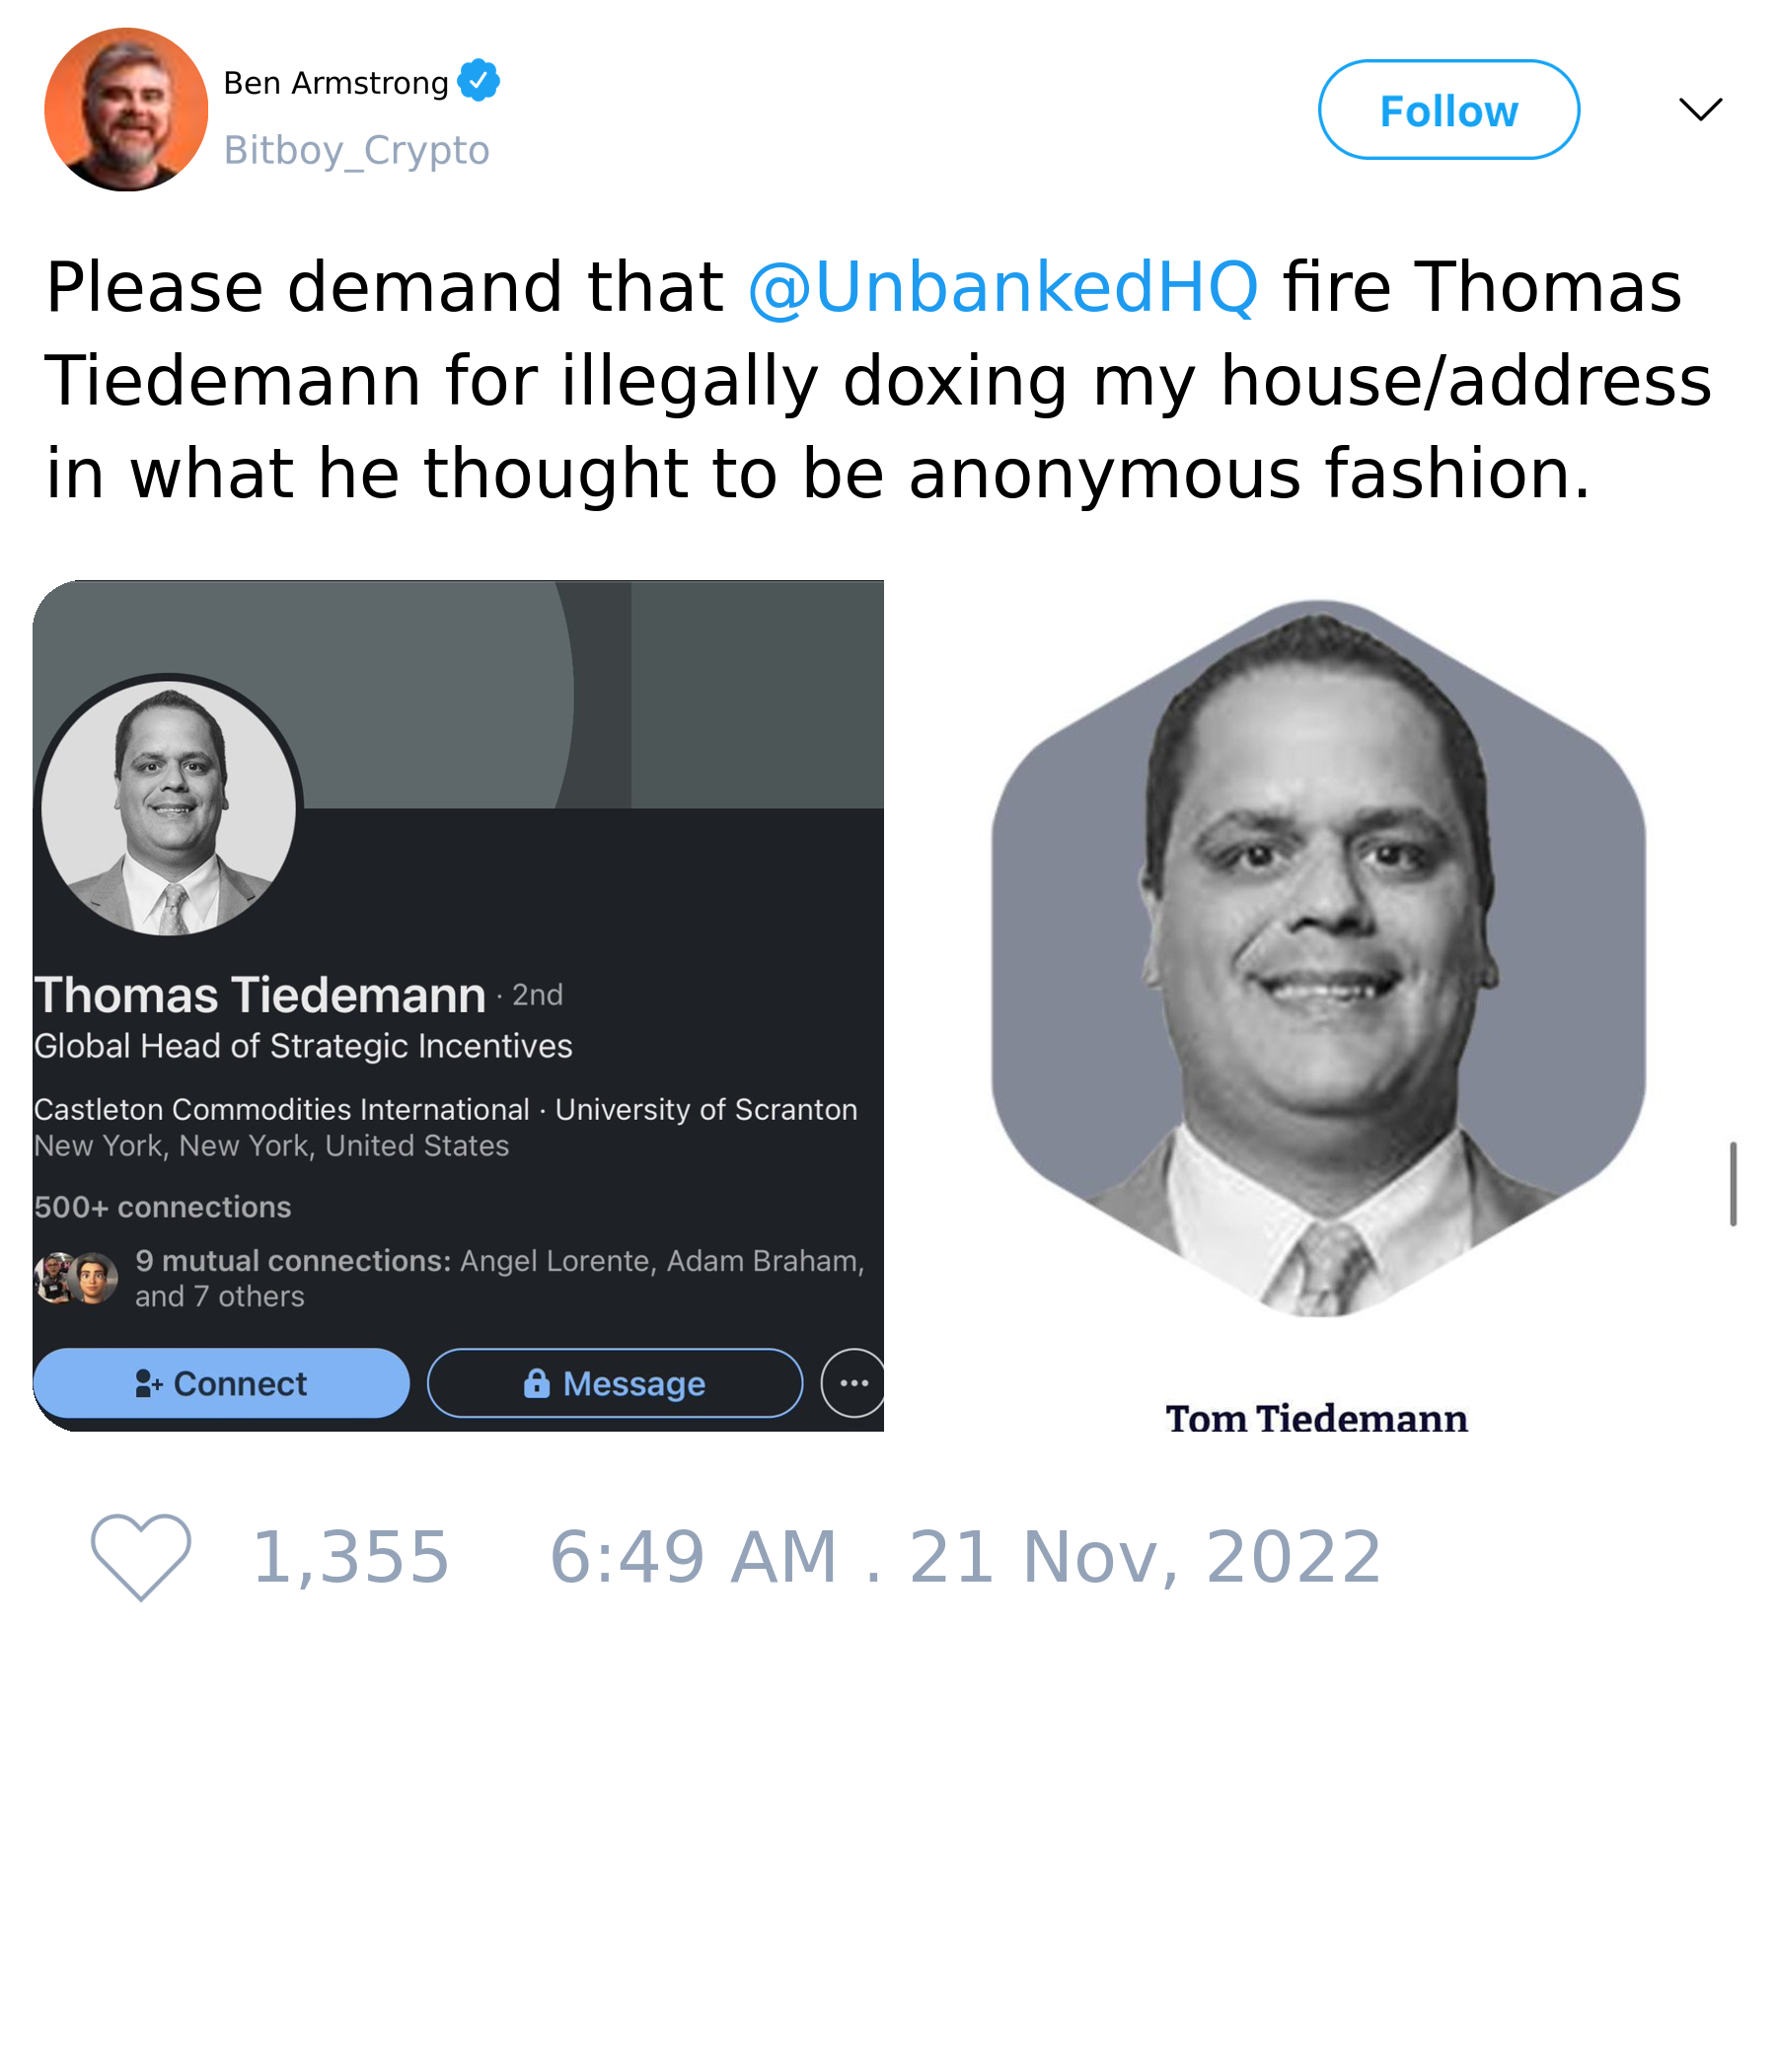 Ben Armstrong
Bitboy_Crypto
Follow
Please demand that @UnbankedHQ fire Thomas
Tiedemann for illegally doxing my house/address
in what he thought to be anonymous fashion.
Thomas Tiedemann · 2nd
Global Head of Strategic Incentives
Castleton Commodities International · University of Scranton
New York, New York, United States
500+ connections
9 mutual connections: Angel Lorente, Adam Braham,
and 7 others
Connect
Message
Tom Tiedemann
1,355
6:49 AM . 21 Nov, 2022